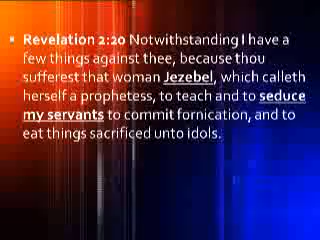 Revelation 2:20 Notwithstanding I have a
few things against thee, because thou
sufferest that woman Jezebel, which calleth
herself a prophetess, to teach and to seduce
my servants to commit fornication, and to
eat things sacrificed unto idols.